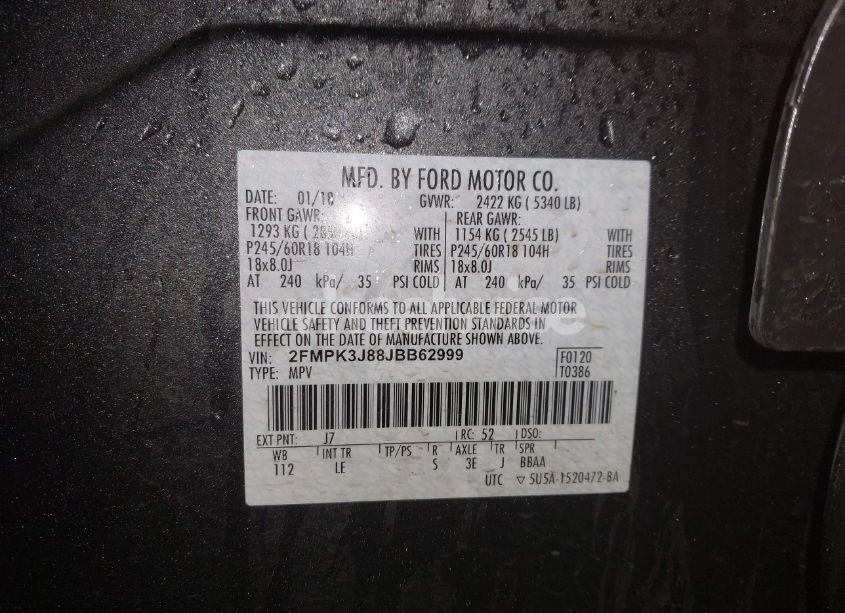 MFD. BY FORD MOTOR CO.
DATE: 01/18 GVWR: 2422 KG ( 5340 LB)
FRONT GAWR: REAR GAWR:
1293 KG ( WITH 1154 KG ( 2545 LB) WITH
P245/60R18 104H TIRES P245/60R18 104H TIRES
18x8.0J RIMS 18x8.0J RIMS
AT 240 kPa/ 35 PSI COLD AT 240 kPa/ 35 PSI COLD
THIS VEHICLE CONFORMS TO ALL APPLICABLE FEDERAL MOTOR
VEHICLE SAFETY AND THEFT PREVENTION STANDARDS IN
EFFECT ON THE DATE OF MANUFACTURE SHOWN ABOVE.
VIN: 2FMPK3J88JBB62999 F0120
TYPE: MPV T0386
EXT PNT: J7 RC: 52 DSO:
WB INT TR TP/PS R AXLE TR SPR
112 LE S 3E J BBAA
UTC ▽ 5U5A-1520472-BA